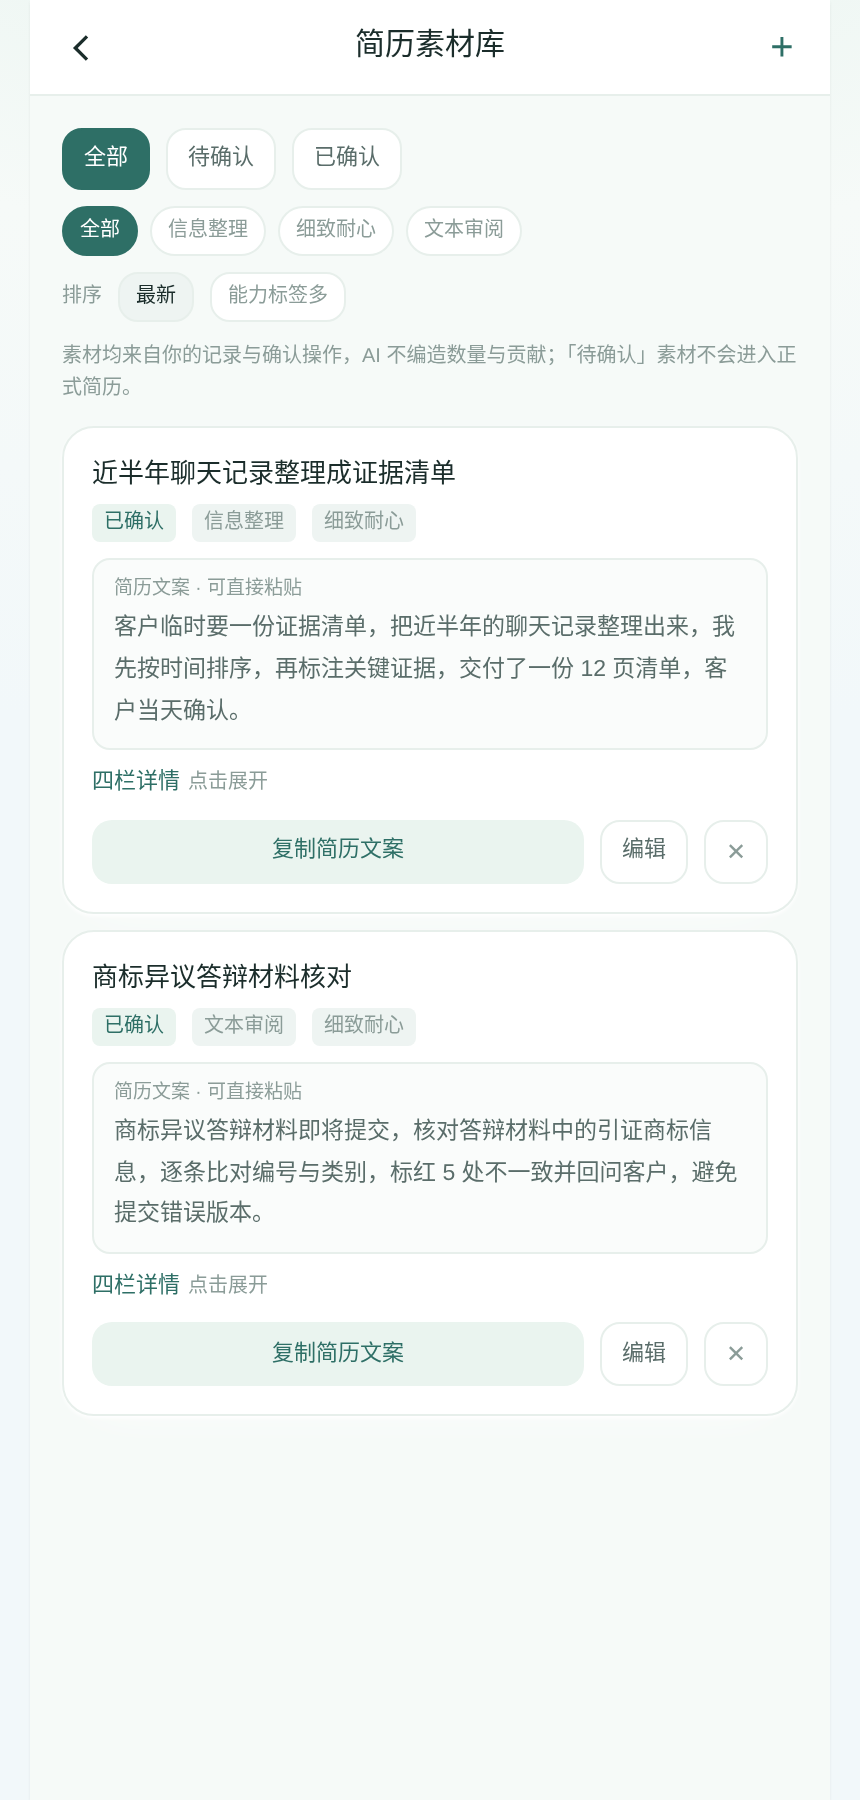 简历素材库
全部 待确认 已确认
全部 信息整理 细致耐心 文本审阅
排序 最新 能力标签多
素材均来自你的记录与确认操作，AI 不编造数量与贡献；「待确认」素材不会进入正
式简历。
近半年聊天记录整理成证据清单
已确认 信息整理 细致耐心
简历文案 · 可直接粘贴
客户临时要一份证据清单，把近半年的聊天记录整理出来，我
先按时间排序，再标注关键证据，交付了一份 12 页清单，客
户当天确认。
四栏详情 点击展开
复制简历文案 编辑 ×
商标异议答辩材料核对
已确认 文本审阅 细致耐心
简历文案 · 可直接粘贴
商标异议答辩材料即将提交，核对答辩材料中的引证商标信
息，逐条比对编号与类别，标红 5 处不一致并回问客户，避免
提交错误版本。
四栏详情 点击展开
复制简历文案 编辑 ×